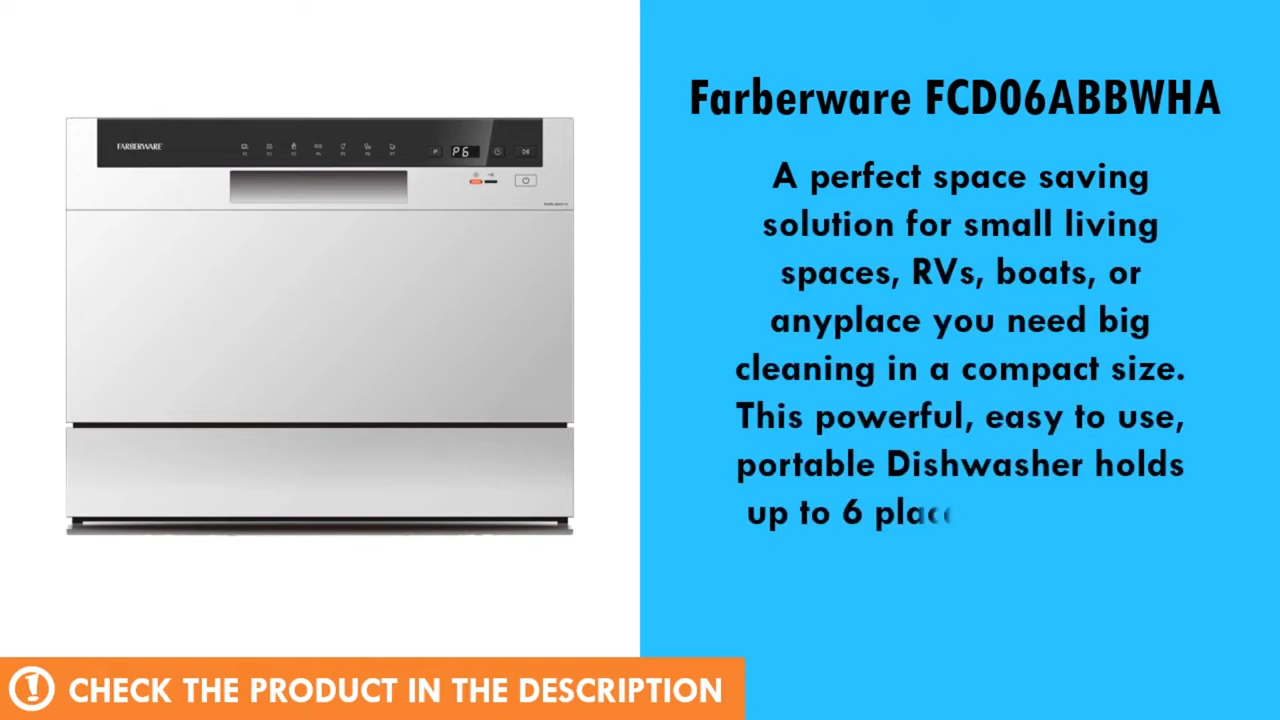 Farberware FCD06ABBWHA
A perfect space saving
solution for small living
spaces, RVs, boats, or
anyplace you need big
cleaning in a compact size.
This powerful, easy to use,
portable Dishwasher holds
up to 6
FARBERWARE
P6
CHECK THE PRODUCT IN THE DESCRIPTION